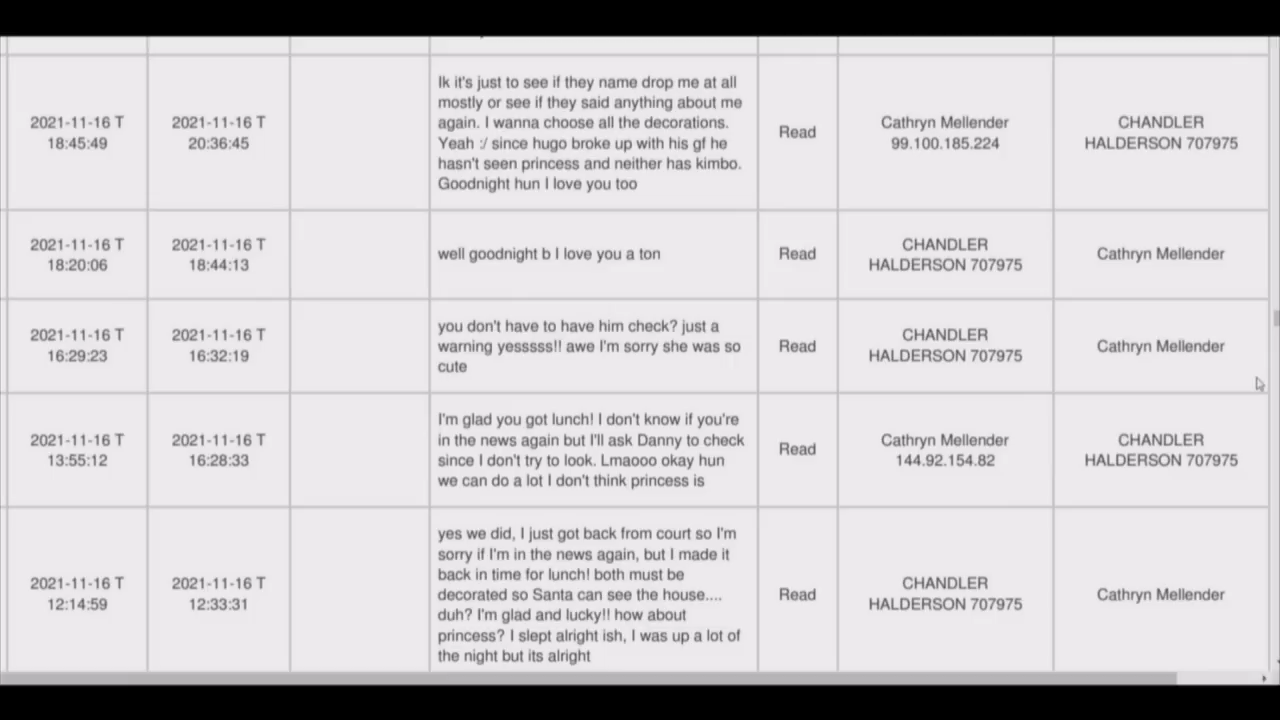 2021-11-16 T
18:45:49
2021-11-16 T
20:36:45
Ik it's just to see if they name drop me at all
mostly or see if they said anything about me
again. I wanna choose all the decorations.
Yeah :/ since hugo broke up with his gf he
hasn't seen princess and neither has kimbo.
Goodnight hun I love you too
Read
Cathryn Mellender
99.100.185.224
CHANDLER
HALDERSON 707975
2021-11-16 T
18:20:06
2021-11-16 T
18:44:13
well goodnight b I love you a ton
Read
CHANDLER
HALDERSON 707975
Cathryn Mellender
2021-11-16 T
16:29:23
2021-11-16 T
16:32:19
you don't have to have him check? just a
warning yesssss!! awe I'm sorry she was so
cute
Read
CHANDLER
HALDERSON 707975
Cathryn Mellender
2021-11-16 T
13:55:12
2021-11-16 T
16:28:33
I'm glad you got lunch! I don't know if you're
in the news again but I'll ask Danny to check
since I don't try to look. Lmaooo okay hun
we can do a lot I don't think princess is
Read
Cathryn Mellender
144.92.154.82
CHANDLER
HALDERSON 707975
2021-11-16 T
12:14:59
2021-11-16 T
12:33:31
yes we did, I just got back from court so I'm
sorry if I'm in the news again, but I made it
back in time for lunch! both must be
decorated so Santa can see the house....
duh? I'm glad and lucky!! how about
princess? I slept alright ish, I was up a lot of
the night but its alright
Read
CHANDLER
HALDERSON 707975
Cathryn Mellender